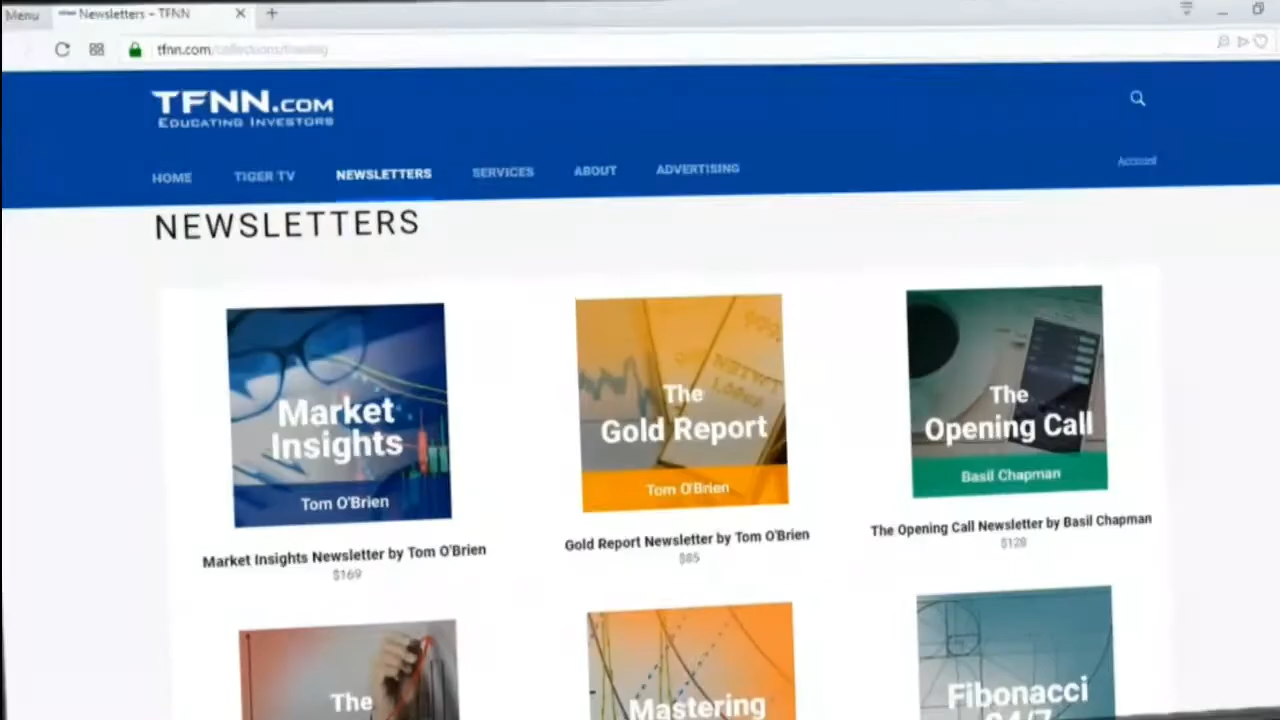 Menu
Newsletters – TFNN
tfnn.com
TFNN.COM
EDUCATING INVESTORS
HOME TIGER TV NEWSLETTERS SERVICES ABOUT ADVERTISING
Account
NEWSLETTERS
Market
Insights
Tom O'Brien
Market Insights Newsletter by Tom O'Brien
$169
The
Gold Report
Tom O'Brien
Gold Report Newsletter by Tom O'Brien
$85
The
Opening Call
Basil Chapman
The Opening Call Newsletter by Basil Chapman
$128
The
Mastering
Fibonacci
24/7